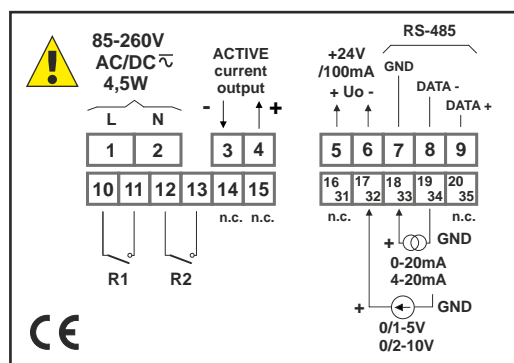 85-260V
AC/DC
4,5W
L N
ACTIVE
current
output
- +
+24V
/100mA
+ Uo -
RS-485
GND
DATA -
DATA +
1 2 3 4 5 6 7 8 9
10 11 12 13 14 15
16 31 17 32 18 33 19 34 20 35
n.c. n.c. n.c. n.c.
R1 R2
+ GND
0-20mA
4-20mA
+ GND
0/1-5V
0/2-10V
CE